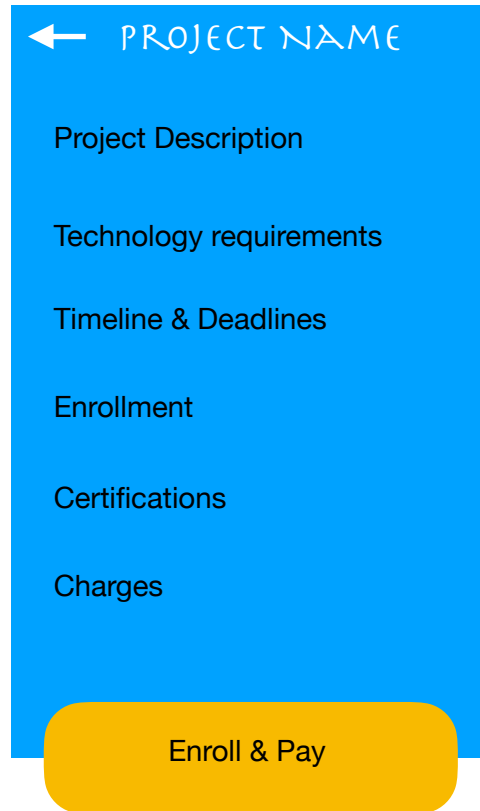 PROJECT NAME
Project Description
Technology requirements
Timeline & Deadlines
Enrollment
Certifications
Charges
Enroll & Pay